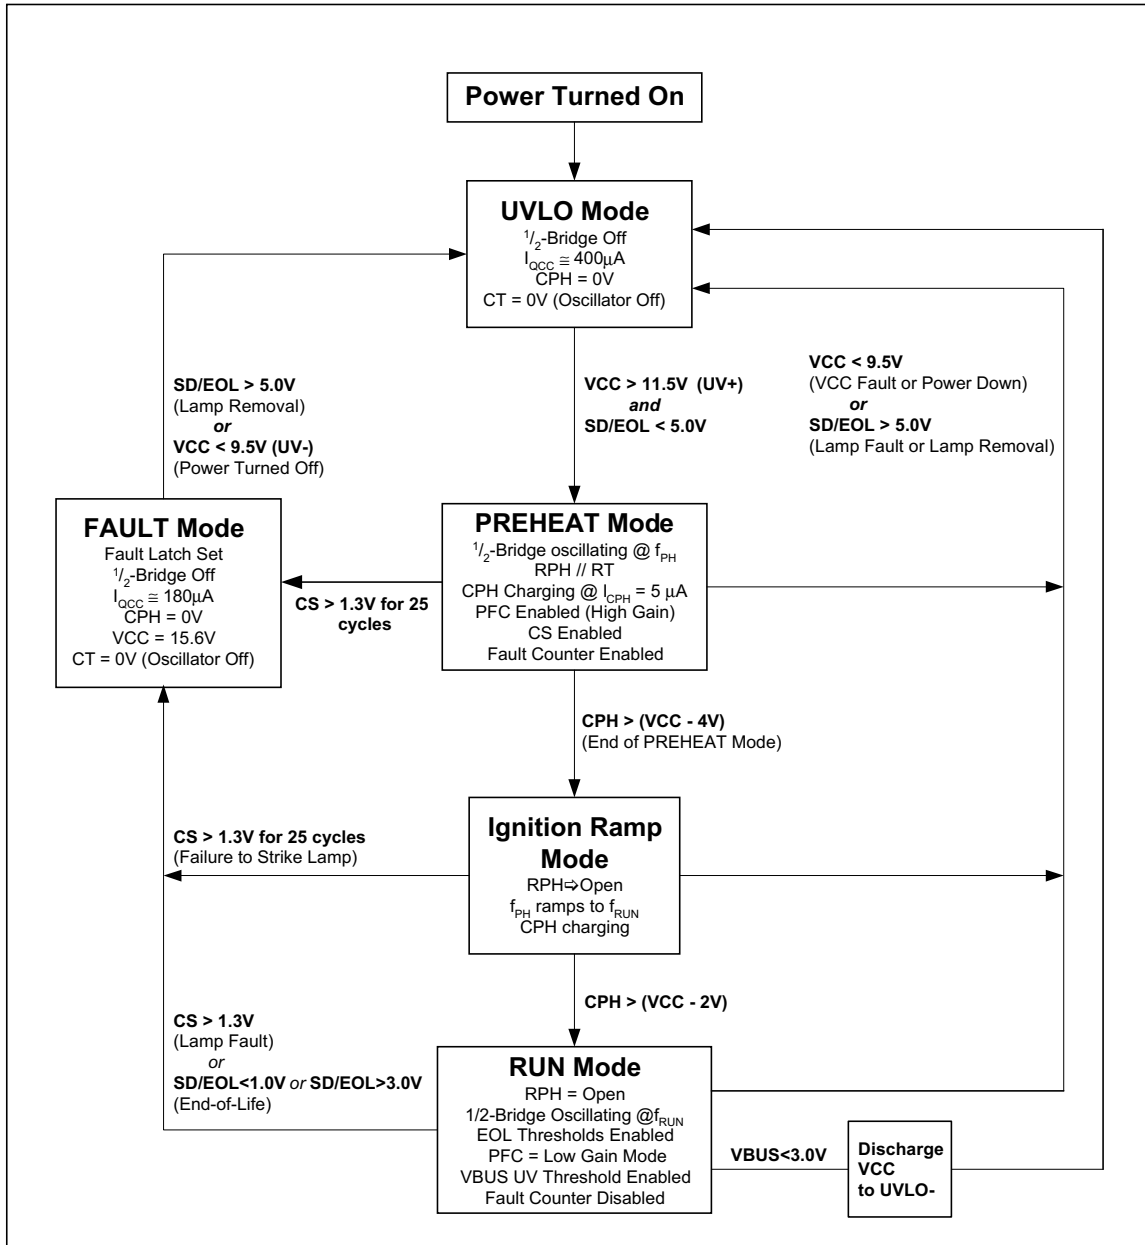 Power Turned On
UVLO Mode
1/2-Bridge Off
IQCC ≅ 400μA
CPH = 0V
CT = 0V (Oscillator Off)
SD/EOL > 5.0V
(Lamp Removal)
or
VCC < 9.5V (UV-)
(Power Turned Off)
VCC > 11.5V (UV+)
and
SD/EOL < 5.0V
VCC < 9.5V
(VCC Fault or Power Down)
or
SD/EOL > 5.0V
(Lamp Fault or Lamp Removal)
FAULT Mode
Fault Latch Set
1/2-Bridge Off
IQCC ≅ 180μA
CPH = 0V
VCC = 15.6V
CT = 0V (Oscillator Off)
CS > 1.3V for 25
cycles
PREHEAT Mode
1/2-Bridge oscillating @ fPH
RPH // RT
CPH Charging @ ICPH = 5 μA
PFC Enabled (High Gain)
CS Enabled
Fault Counter Enabled
CPH > (VCC - 4V)
(End of PREHEAT Mode)
CS > 1.3V for 25 cycles
(Failure to Strike Lamp)
Ignition Ramp
Mode
RPH⇨Open
fPH ramps to fRUN
CPH charging
CPH > (VCC - 2V)
CS > 1.3V
(Lamp Fault)
or
SD/EOL<1.0V or SD/EOL>3.0V
(End-of-Life)
RUN Mode
RPH = Open
1/2-Bridge Oscillating @fRUN
EOL Thresholds Enabled
PFC = Low Gain Mode
VBUS UV Threshold Enabled
Fault Counter Disabled
VBUS<3.0V
Discharge
VCC
to UVLO-